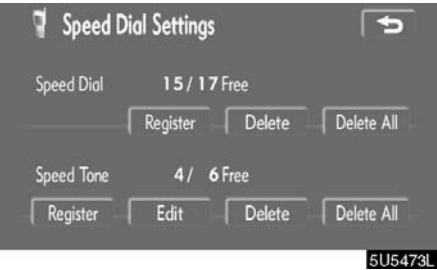 Speed Dial Settings
Speed Dial 15/17 Free
Register Delete Delete All
Speed Tone 4/ 6 Free
Register Edit Delete Delete All
5U5473L